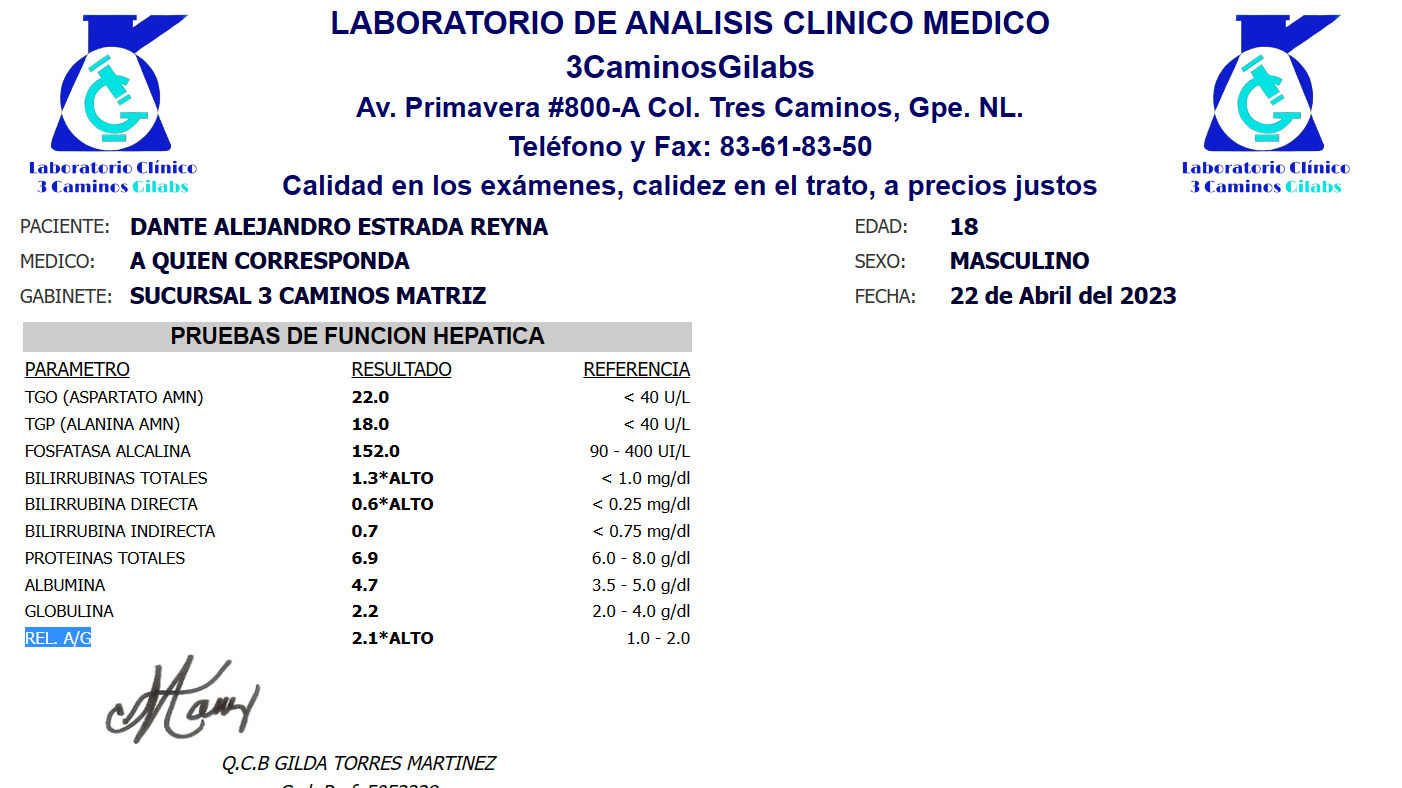 LABORATORIO DE ANALISIS CLINICO MEDICO
3CaminosGilabs
Av. Primavera #800-A Col. Tres Caminos, Gpe. NL.
Teléfono y Fax: 83-61-83-50
Calidad en los exámenes, calidez en el trato, a precios justos
Laboratorio Clínico
3 Caminos Gilabs
Laboratorio Clínico
3 Caminos Gilabs
PACIENTE: DANTE ALEJANDRO ESTRADA REYNA EDAD: 18
MEDICO: A QUIEN CORRESPONDA SEXO: MASCULINO
GABINETE: SUCURSAL 3 CAMINOS MATRIZ FECHA: 22 de Abril del 2023
PRUEBAS DE FUNCION HEPATICA
PARAMETRO RESULTADO REFERENCIA
TGO (ASPARTATO AMN) 22.0 < 40 U/L
TGP (ALANINA AMN) 18.0 < 40 U/L
FOSFATASA ALCALINA 152.0 90 - 400 UI/L
BILIRRUBINAS TOTALES 1.3*ALTO < 1.0 mg/dl
BILIRRUBINA DIRECTA 0.6*ALTO < 0.25 mg/dl
BILIRRUBINA INDIRECTA 0.7 < 0.75 mg/dl
PROTEINAS TOTALES 6.9 6.0 - 8.0 g/dl
ALBUMINA 4.7 3.5 - 5.0 g/dl
GLOBULINA 2.2 2.0 - 4.0 g/dl
REL. A/G 2.1*ALTO 1.0 - 2.0
Q.C.B GILDA TORRES MARTINEZ